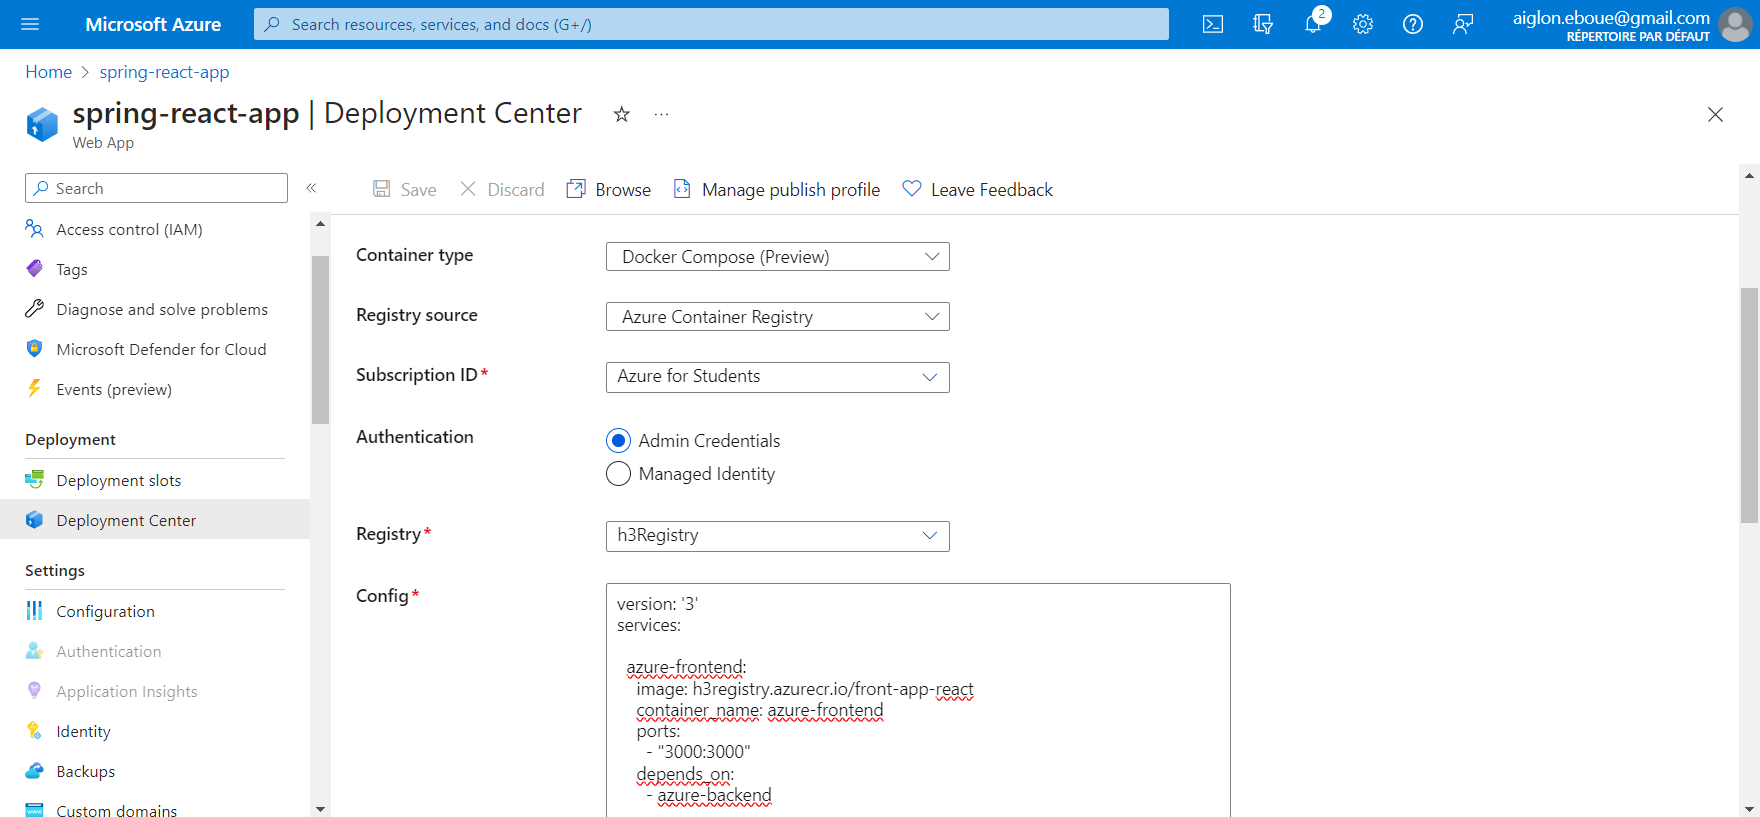 Microsoft Azure
Search resources, services, and docs (G+/)
2
aiglon.eboue@gmail.com
RÉPERTOIRE PAR DÉFAUT
Home > spring-react-app
spring-react-app | Deployment Center
Web App
Search
Save
Discard
Browse
Manage publish profile
Leave Feedback
Access control (IAM)
Tags
Diagnose and solve problems
Microsoft Defender for Cloud
Events (preview)
Deployment
Deployment slots
Deployment Center
Settings
Configuration
Authentication
Application Insights
Identity
Backups
Custom domains
Container type
Docker Compose (Preview)
Registry source
Azure Container Registry
Subscription ID*
Azure for Students
Authentication
Admin Credentials
Managed Identity
Registry*
h3Registry
Config*
version: '3'
services:
azure-frontend:
image: h3registry.azurecr.io/front-app-react
container_name: azure-frontend
ports:
- "3000:3000"
depends_on:
- azure-backend